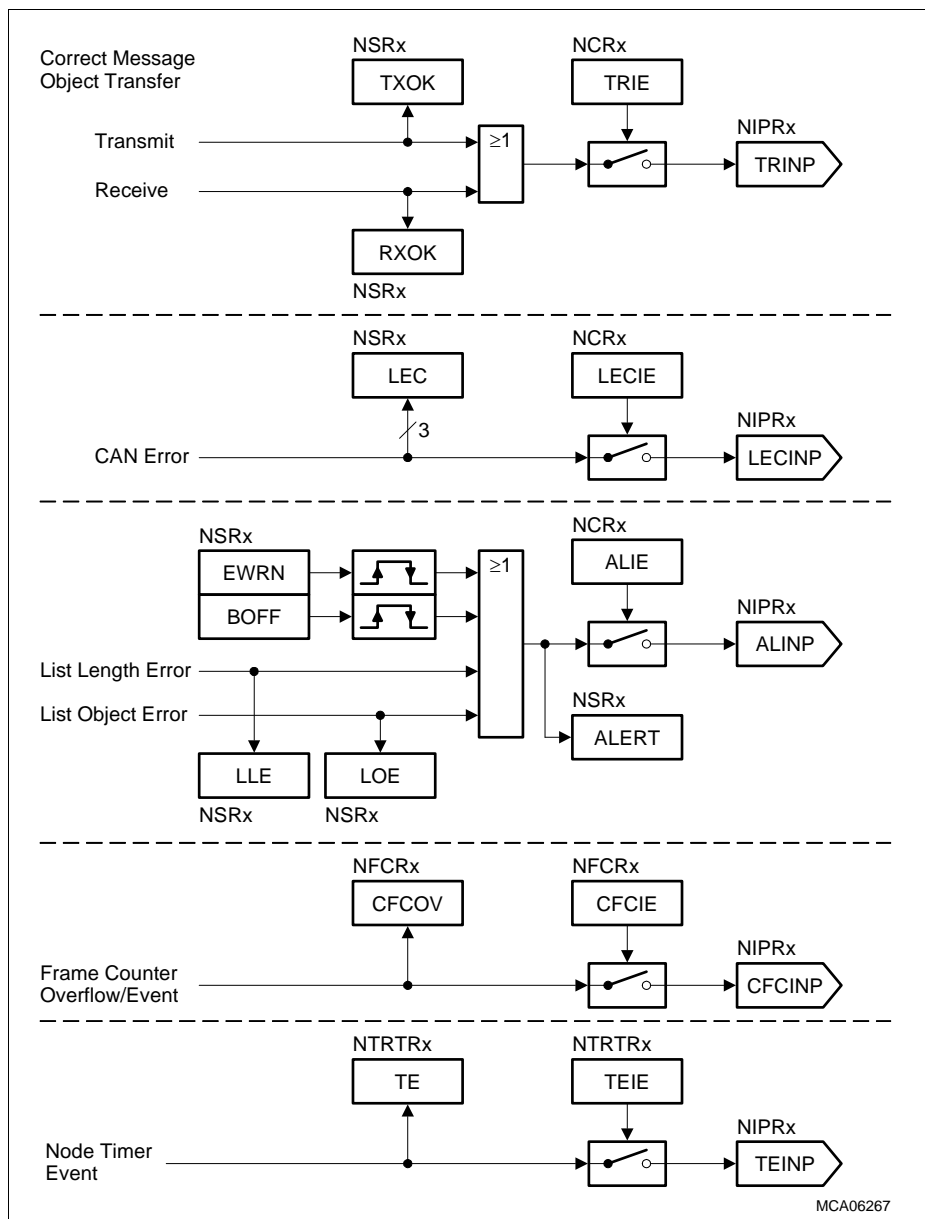 Correct Message
Object Transfer
NSRx
TXOK
NCRx
TRIE
Transmit
≥1
NIPRx
TRINP
Receive
RXOK
NSRx
NSRx
LEC
NCRx
LECIE
3
NIPRx
CAN Error
LECINP
NSRx
EWRN
BOFF
≥1
NCRx
ALIE
NIPRx
ALINP
List Length Error
List Object Error
NSRx
ALERT
LLE
LOE
NSRx
NSRx
NFCRx
CFCOV
NFCRx
CFCIE
NIPRx
Frame Counter
Overflow/Event
CFCINP
NTRTRx
TE
NTRTRx
TEIE
NIPRx
Node Timer
Event
TEINP
MCA06267